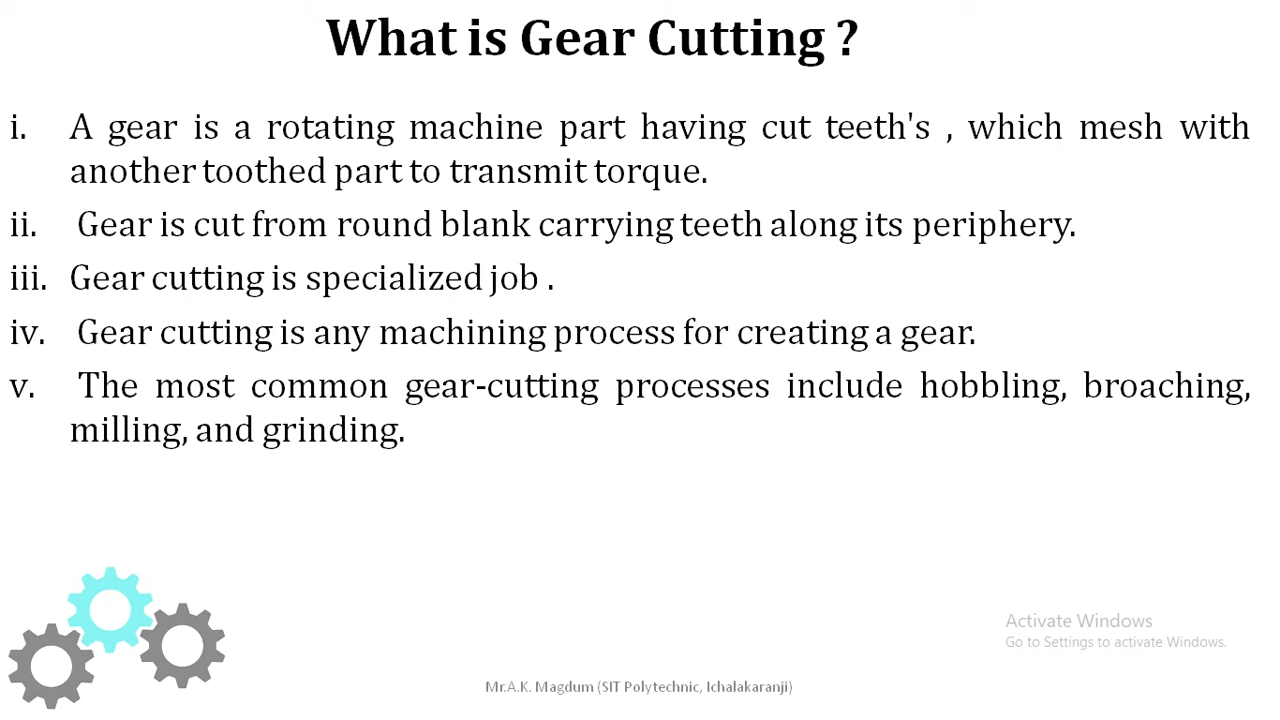 What is Gear Cutting ?
i. A gear is a rotating machine part having cut teeth's , which mesh with
another toothed part to transmit torque.
ii. Gear is cut from round blank carrying teeth along its periphery.
iii. Gear cutting is specialized job .
iv. Gear cutting is any machining process for creating a gear.
v. The most common gear-cutting processes include hobbling, broaching,
milling, and grinding.
Activate Windows
Go to Settings to activate Windows.
Mr.A.K. Magdum (SIT Polytechnic, Ichalakaranji)